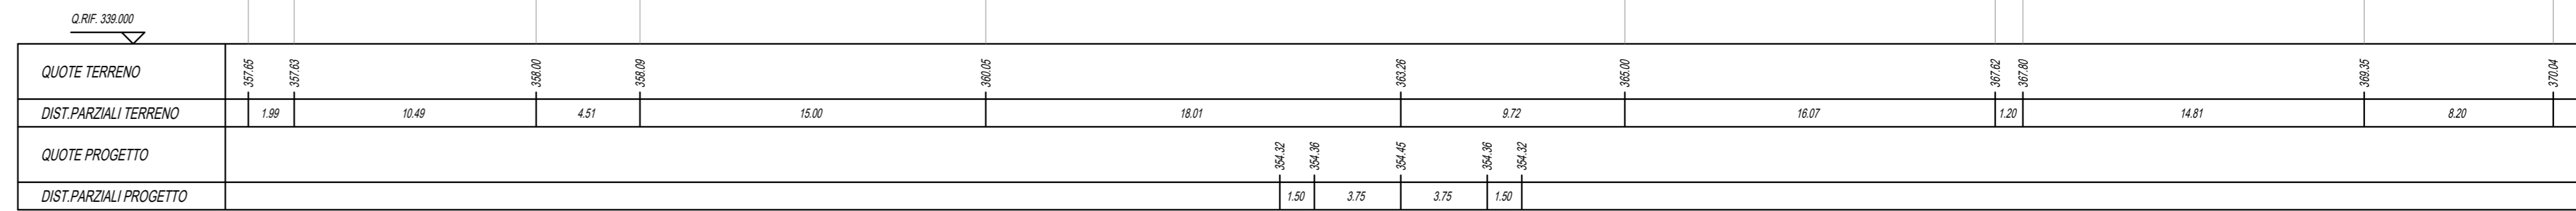 Q.RIF. 339.000
QUOTE TERRENO 357.65 357.63 358.00 358.09 360.05 363.26 365.00 367.62 367.80 369.35 370.04
DIST.PARZIALI TERRENO 1.99 10.49 4.51 15.00 18.01 9.72 16.07 1.20 14.81 8.20
QUOTE PROGETTO 354.32 354.36 354.45 354.36 354.32
DIST.PARZIALI PROGETTO 1.50 3.75 3.75 1.50